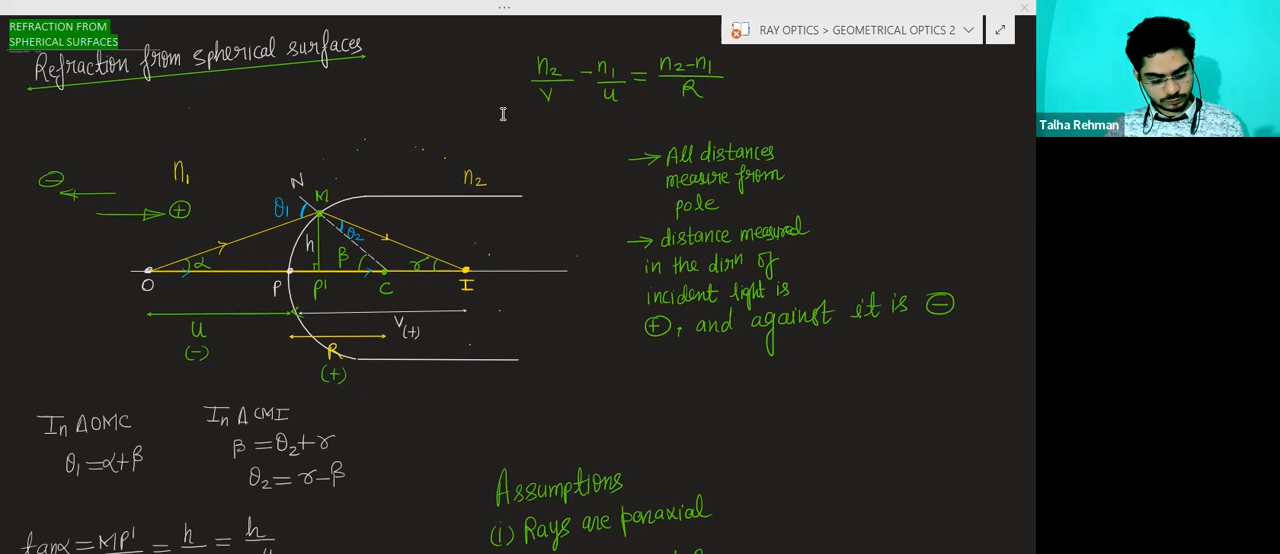 REFRACTION FROM
SPHERICAL SURFACES
Refraction from spherical surfaces
RAY OPTICS > GEOMETRICAL OPTICS 2
Talha Rehman
n2/v - n1/u = n2-n1/R
→ All distances
measure from
pole
→ distance measured
in the dirn of
incident light is
⊕, and against it is ⊖
⊖
⊕
n1
n2
N
M
θ1
θ2
h
α
β
r
O
P
P'
C
I
u
(-)
v(+)
R
(+)
In ΔOMC
θ1 = α+β
In ΔCMI
β = θ2+r
θ2 = r-β
tanα = MP' = h = h
Assumptions
(i) Rays are paraxial